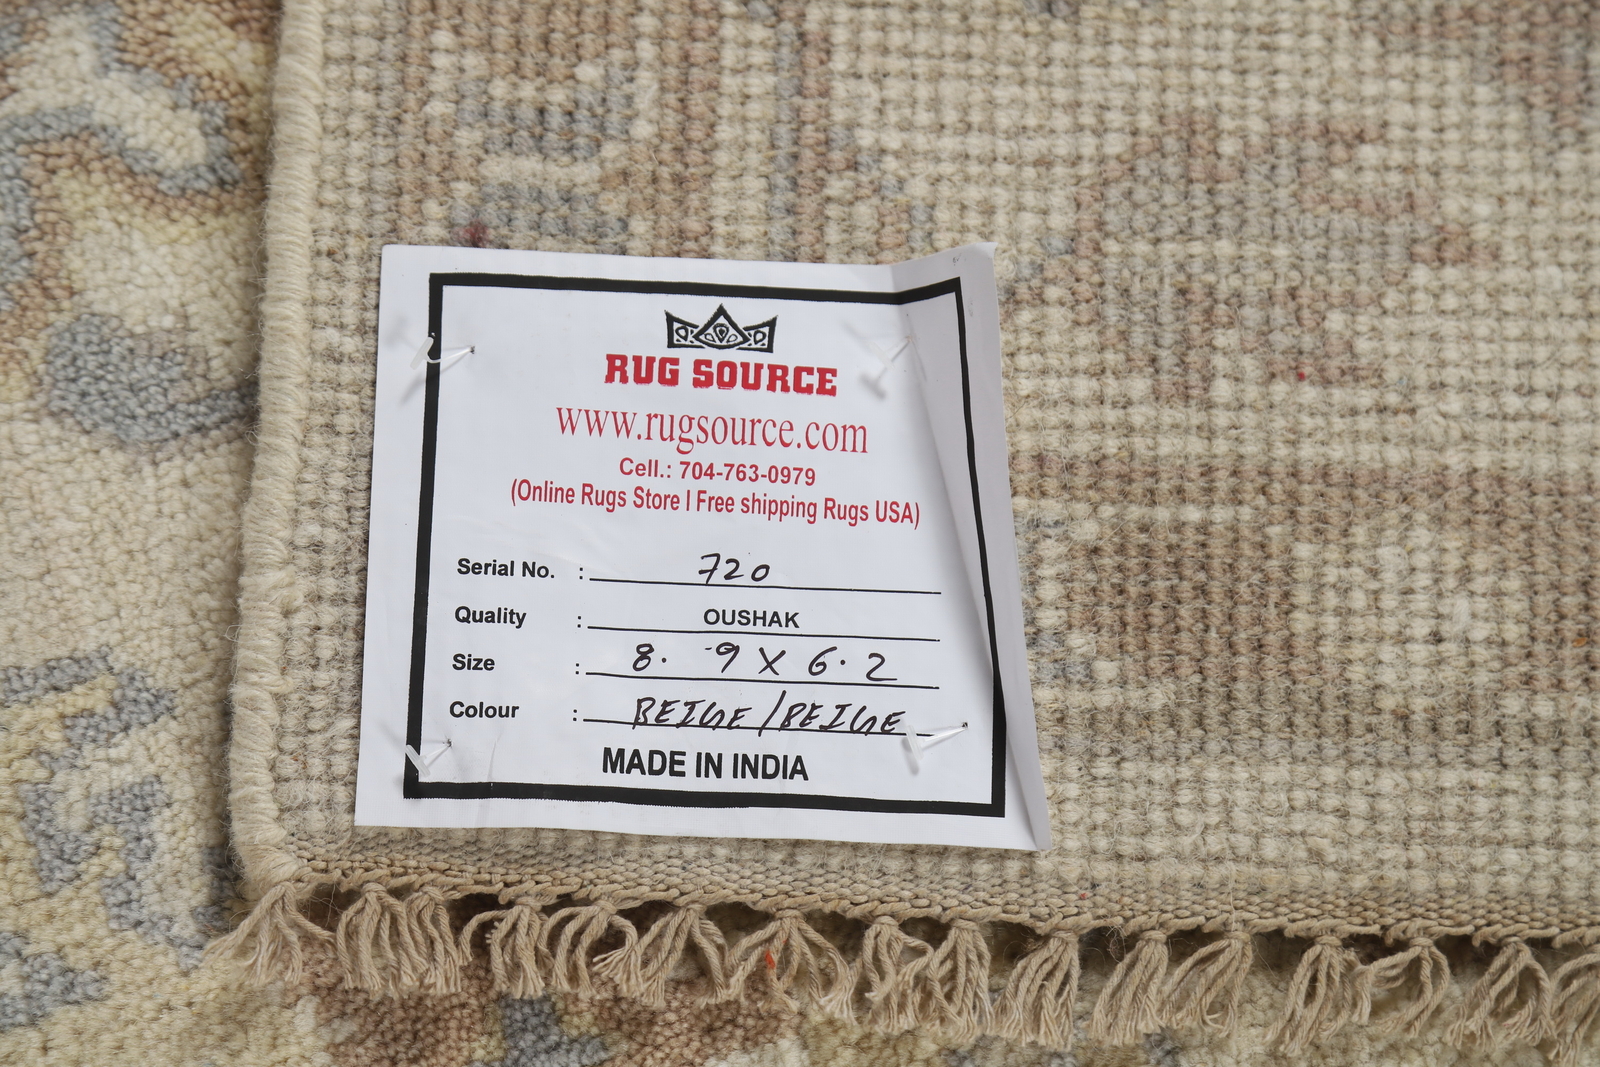 RUG SOURCE
www.rugsource.com
Cell.: 704-763-0979
(Online Rugs Store I Free shipping Rugs USA)
Serial No. : 720
Quality : OUSHAK
Size : 8. 9 X 6.2
Colour : BEIGE/BEIGE
MADE IN INDIA